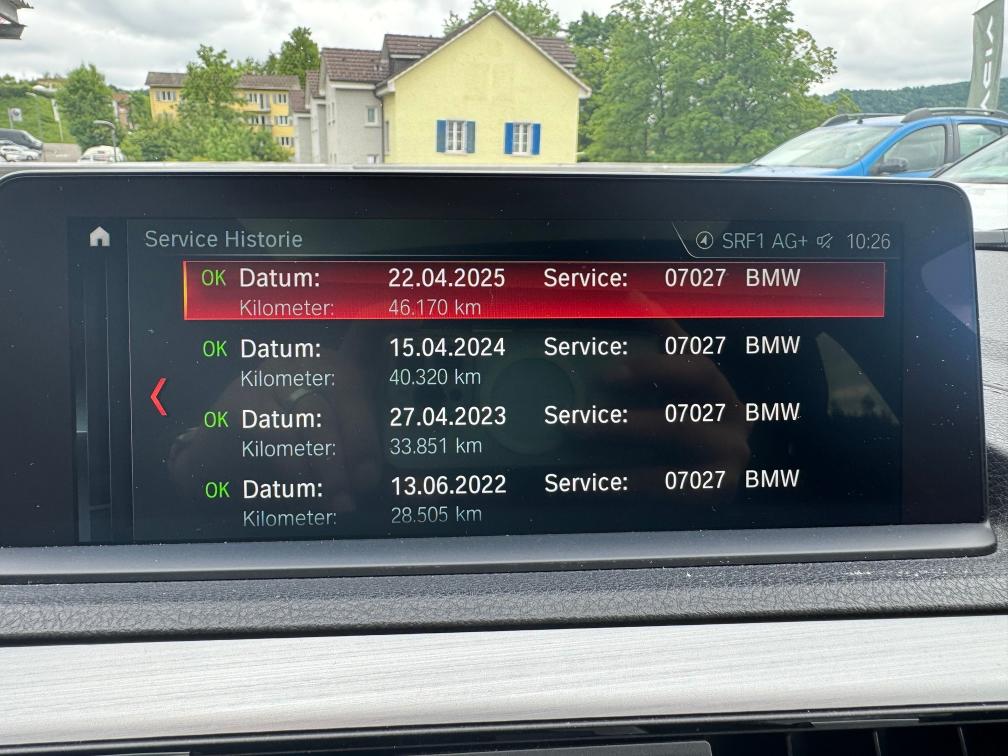 Service Historie SRF1 AG+ 10:26
OK Datum: 22.04.2025 Service: 07027 BMW
Kilometer: 46.170 km
OK Datum: 15.04.2024 Service: 07027 BMW
Kilometer: 40.320 km
OK Datum: 27.04.2023 Service: 07027 BMW
Kilometer: 33.851 km
OK Datum: 13.06.2022 Service: 07027 BMW
Kilometer: 28.505 km